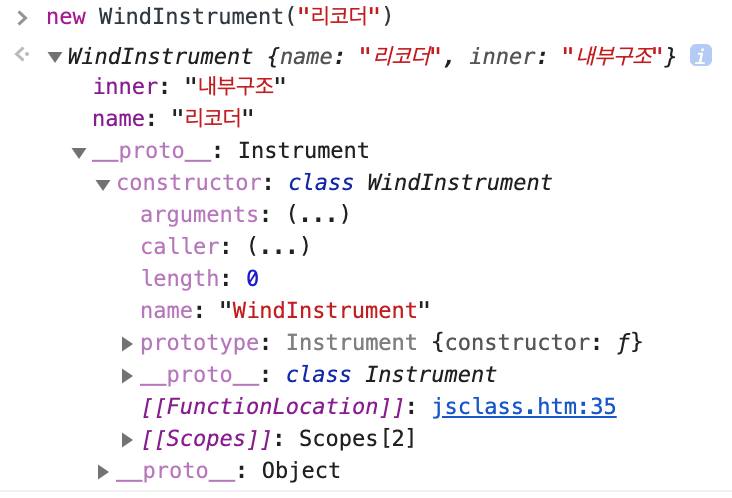 > new WindInstrument("리코더")
<· ▼WindInstrument {name: "리코더", inner: "내부구조"} i
inner: "내부구조"
name: "리코더"
▼__proto__: Instrument
▼constructor: class WindInstrument
arguments: (...)
caller: (...)
length: 0
name: "WindInstrument"
▶prototype: Instrument {constructor: ƒ}
▶__proto__: class Instrument
[[FunctionLocation]]: jsclass.htm:35
▶[[Scopes]]: Scopes[2]
▶__proto__: Object